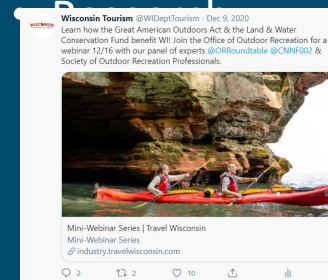 Wisconsin Tourism @WIDeptTourism · Dec 9, 2020
Learn how the Great American Outdoors Act & the Land & Water
Conservation Fund benefit WI! Join the Office of Outdoor Recreation for a
webinar 12/16 with our panel of experts @ORRoundtable @CNNF002 &
Society of Outdoor Recreation Professionals.
Mini-Webinar Series | Travel Wisconsin
Mini-Webinar Series
industry.travelwisconsin.com
2 2 10